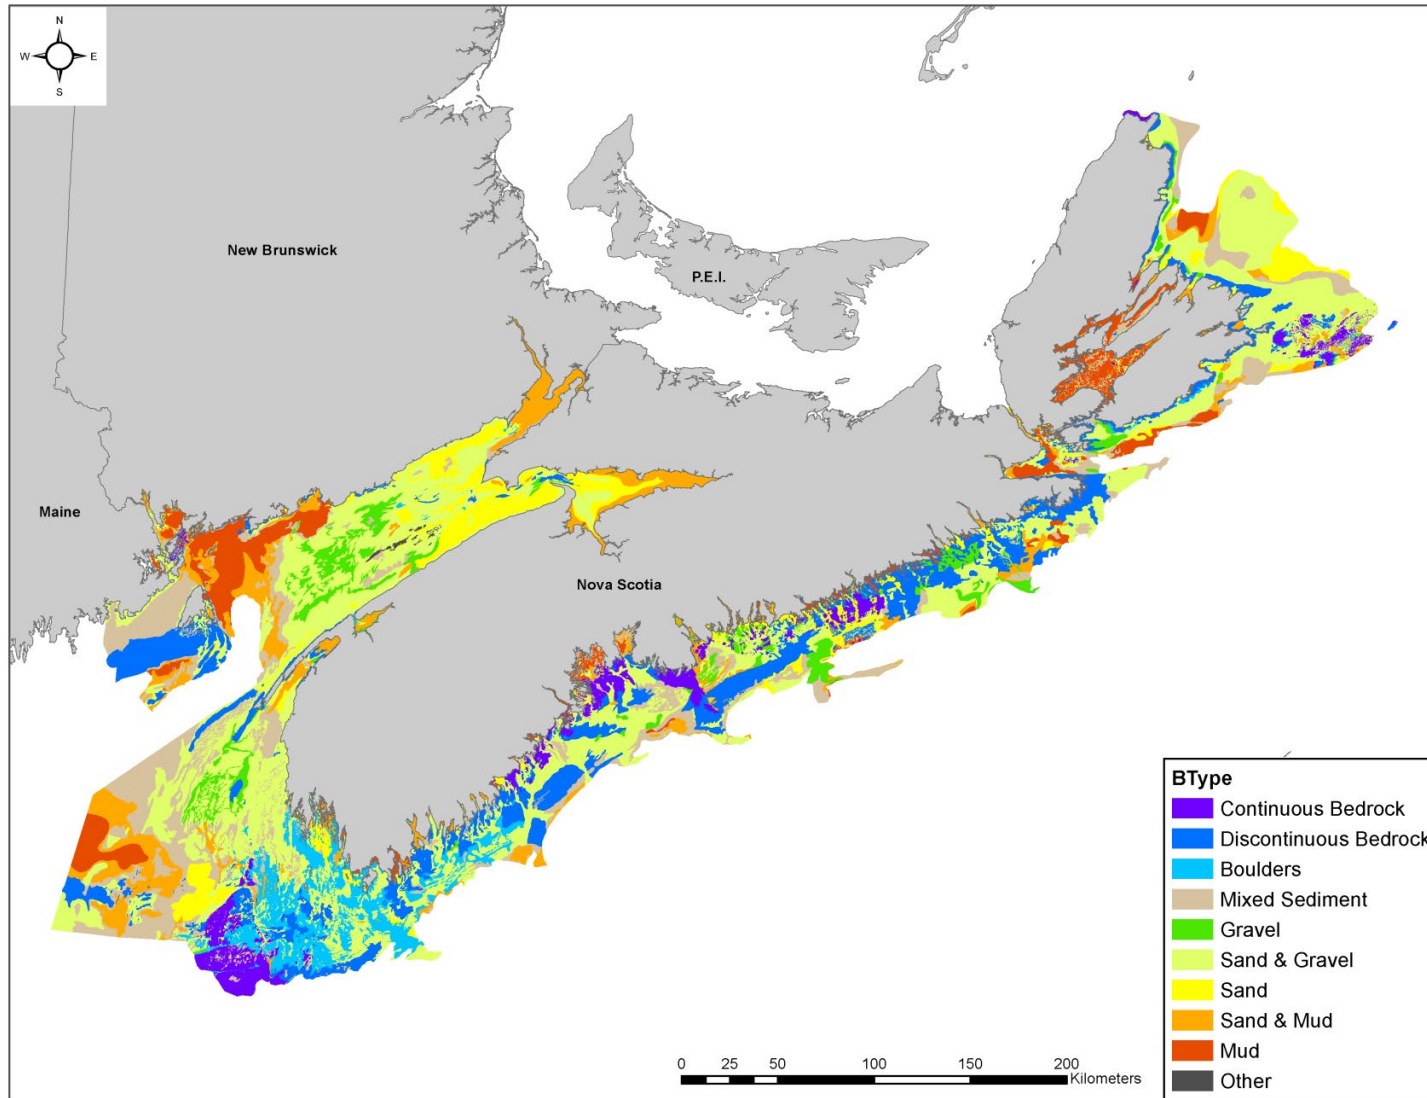 N
W E
S
New Brunswick
P.E.I.
Maine
Nova Scotia
BType
Continuous Bedrock
Discontinuous Bedrock
Boulders
Mixed Sediment
Gravel
Sand & Gravel
Sand
Sand & Mud
Mud
Other
0 25 50 100 150 200
Kilometers